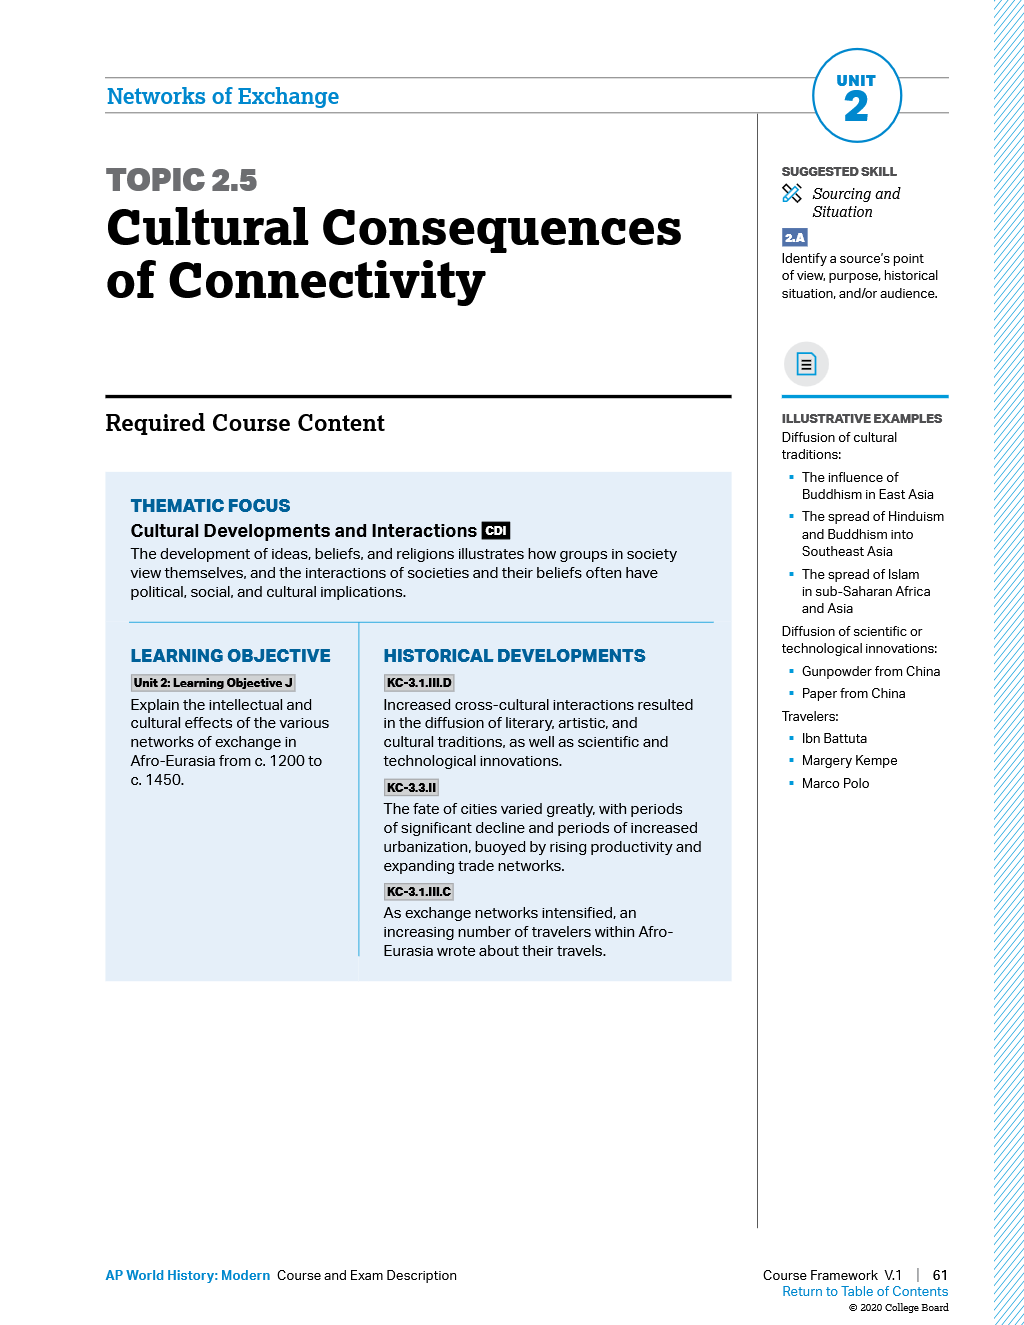 Networks of Exchange
UNIT
2
TOPIC 2.5
Cultural Consequences
of Connectivity
Required Course Content
THEMATIC FOCUS
Cultural Developments and Interactions CDI
The development of ideas, beliefs, and religions illustrates how groups in society
view themselves, and the interactions of societies and their beliefs often have
political, social, and cultural implications.
LEARNING OBJECTIVE
Unit 2: Learning Objective J
Explain the intellectual and
cultural effects of the various
networks of exchange in
Afro-Eurasia from c. 1200 to
c. 1450.
HISTORICAL DEVELOPMENTS
KC-3.1.III.D
Increased cross-cultural interactions resulted
in the diffusion of literary, artistic, and
cultural traditions, as well as scientific and
technological innovations.
KC-3.3.II
The fate of cities varied greatly, with periods
of significant decline and periods of increased
urbanization, buoyed by rising productivity and
expanding trade networks.
KC-3.1.III.C
As exchange networks intensified, an
increasing number of travelers within Afro-
Eurasia wrote about their travels.
SUGGESTED SKILL
Sourcing and
Situation
2.A
Identify a source's point
of view, purpose, historical
situation, and/or audience.
ILLUSTRATIVE EXAMPLES
Diffusion of cultural
traditions:
▪ The influence of
Buddhism in East Asia
▪ The spread of Hinduism
and Buddhism into
Southeast Asia
▪ The spread of Islam
in sub-Saharan Africa
and Asia
Diffusion of scientific or
technological innovations:
▪ Gunpowder from China
▪ Paper from China
Travelers:
▪ Ibn Battuta
▪ Margery Kempe
▪ Marco Polo
AP World History: Modern Course and Exam Description
Course Framework V.1 | 61
Return to Table of Contents
© 2020 College Board